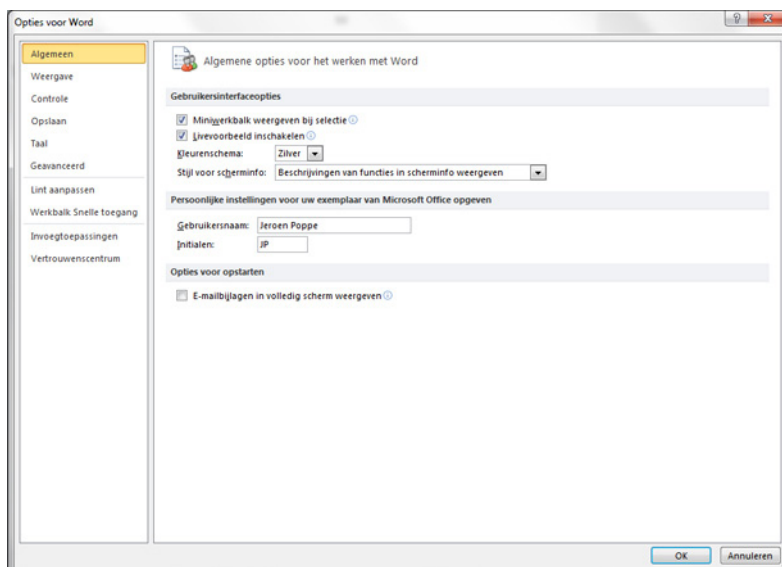 Opties voor Word
Algemeen
Weergave
Controle
Opslaan
Taal
Geavanceerd
Lint aanpassen
Werkbalk Snelle toegang
Invoegtoepassingen
Vertrouwenscentrum
Algemene opties voor het werken met Word
Gebruikersinterfaceopties
Miniwerkbalk weergeven bij selectie
Livevoorbeeld inschakelen
Kleurenschema: Zilver
Stijl voor scherminfo: Beschrijvingen van functies in scherminfo weergeven
Persoonlijke instellingen voor uw exemplaar van Microsoft Office opgeven
Gebruikersnaam: Jeroen Poppe
Initialen: JP
Opties voor opstarten
E-mailbijlagen in volledig scherm weergeven
OK Annuleren